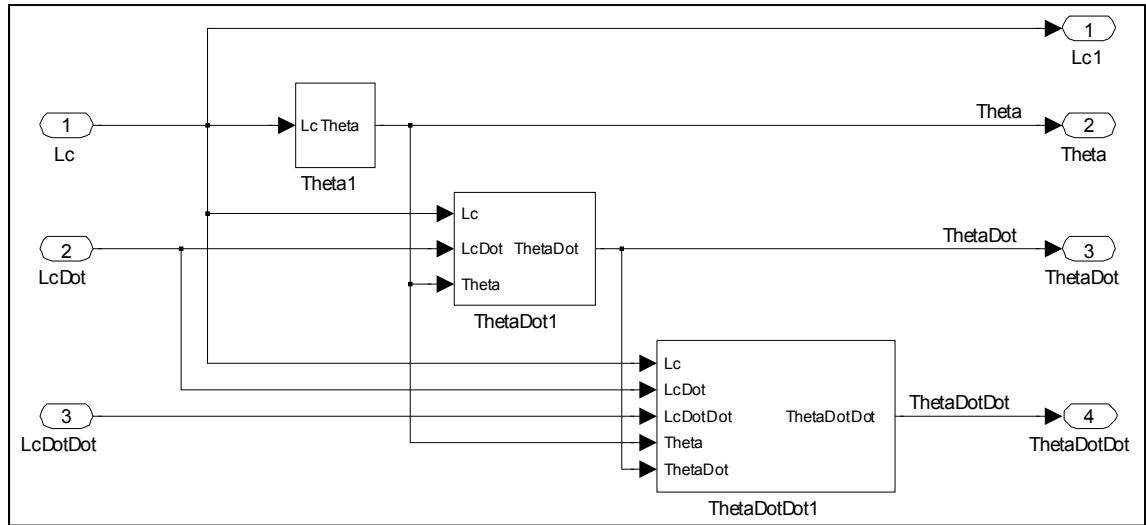 1
Lc1
Theta
1
Lc Theta
2
Lc
Theta
Theta1
Lc
ThetaDot
2
LcDot
ThetaDot
3
LcDot
ThetaDot
Theta
ThetaDot1
Lc
LcDot
ThetaDotDot
3
LcDotDot
ThetaDotDot
4
LcDotDot
Theta
ThetaDotDot
ThetaDot
ThetaDotDot1